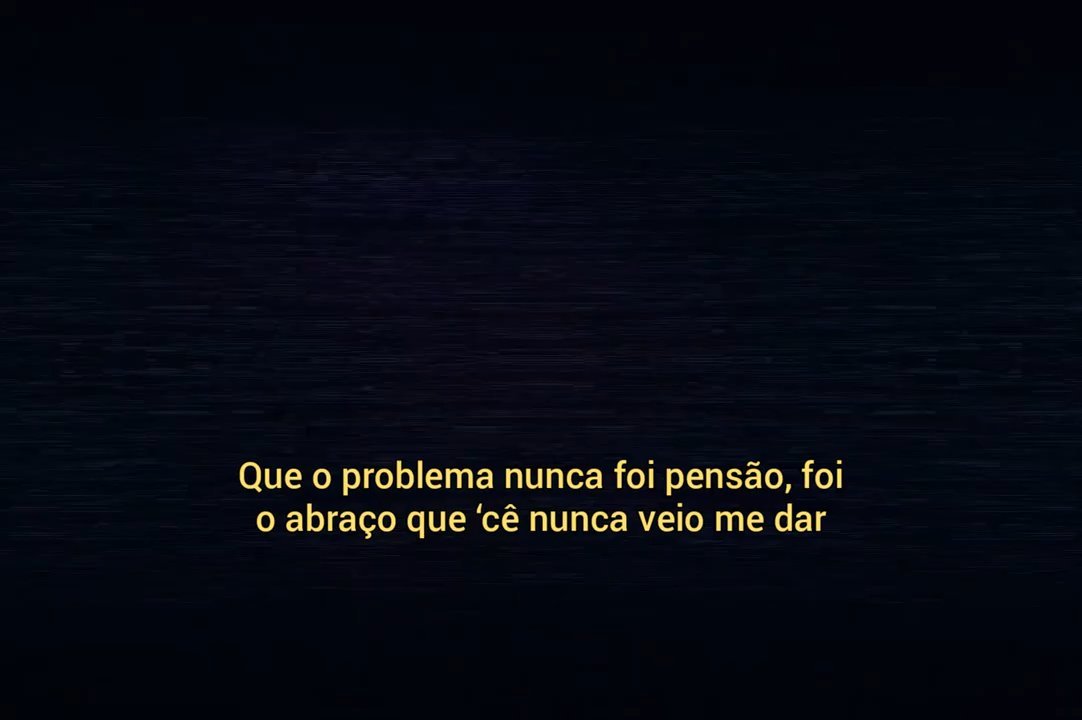 Que o problema nunca foi pensão, foi
o abraço que ‘cê nunca veio me dar